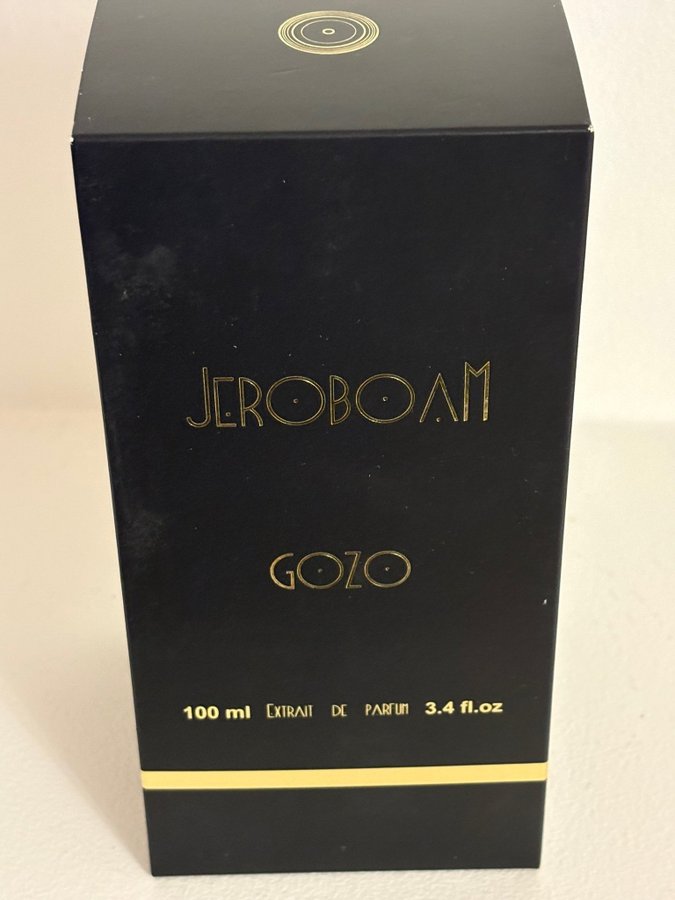 JEROBOAM
GOZO
100 ml EXTRAIT DE PARFUM 3.4 fl.oz